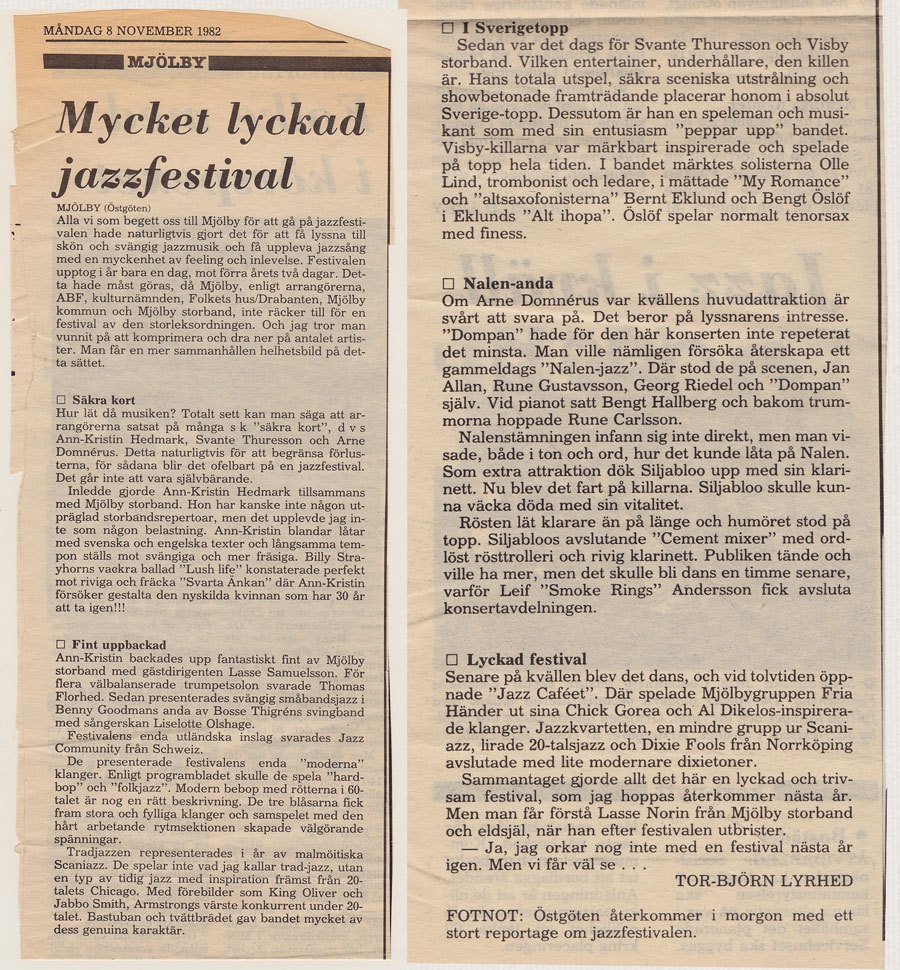 MÅNDAG 8 NOVEMBER 1982
MJÖLBY
Mycket lyckad
jazzfestival
MJÖLBY (Östgöten)
Alla vi som begett oss till Mjölby för att gå på jazzfesti-
valen hade naturligtvis gjort det för att få lyssna till
skön och svängig jazzmusik och få uppleva jazzsång
med en myckenhet av feeling och inlevelse. Festivalen
upptog i år bara en dag, mot förra årets två dagar. Det-
ta hade måst göras, då Mjölby, enligt arrangörerna,
ABF, kulturnämnden, Folkets hus/Drabanten, Mjölby
kommun och Mjölby storband, inte räcker till för en
festival av den storleksordningen. Och jag tror man
vunnit på att komprimera och dra ner på antalet artis-
ter. Man får en mer sammanhållen helhetsbild på det-
ta sättet.
□ Säkra kort
Hur lät då musiken? Totalt sett kan man säga att ar-
rangörerna satsat på många s k "säkra kort", d v s
Ann-Kristin Hedmark, Svante Thuresson och Arne
Domnérus. Detta naturligtvis för att begränsa förlus-
terna, för sådana blir det ofelbart på en jazzfestival.
Det går inte att vara självbärande.
Inledde gjorde Ann-Kristin Hedmark tillsammans
med Mjölby storband. Hon har kanske inte någon ut-
präglad storbandsrepertoar, men det upplevde jag in-
te som någon belastning. Ann-Kristin blandar låtar
med svenska och engelska texter och långsamma tem-
pon ställs mot svängiga och mer fräsiga. Billy Stra-
yhorns vackra ballad "Lush life" konstaterade perfekt
mot riviga och fräcka "Svarta Änkan" där Ann-Kristin
försöker gestalta den nyskilda kvinnan som har 30 år
att ta igen!!!
□ Fint uppbackad
Ann-Kristin backades upp fantastiskt fint av Mjölby
storband med gästdirigenten Lasse Samuelsson. För
flera välbalanserade trumpetsolon svarade Thomas
Florhed. Sedan presenterades svängig småbandsjazz i
Benny Goodmans anda av Bosse Thigréns svingband
med sångerskan Liselotte Olshage.
Festivalens enda utländska inslag svarades Jazz
Community från Schweiz.
De presenterade festivalens enda "moderna"
klanger. Enligt programbladet skulle de spela "hard-
bop" och "folkjazz". Modern bebop med rötterna i 60-
talet är nog en rätt beskrivning. De tre blåsarna fick
fram stora och fylliga klanger och samspelet med den
hårt arbetande rytmsektionen skapade välgörande
spänningar.
Tradjazzen representerades i år av malmöitiska
Scaniazz. De spelar inte vad jag kallar trad-jazz, utan
en typ av tidig jazz med inspiration främst från 20-
talets Chicago. Med förebilder som King Oliver och
Jabbo Smith, Armstrongs värste konkurrent under 20-
talet. Bastuban och tvättbrädet gav bandet mycket av
dess genuina karaktär.
□ I Sverigetopp
Sedan var det dags för Svante Thuresson och Visby
storband. Vilken entertainer, underhållare, den killen
är. Hans totala utspel, säkra sceniska utstrålning och
showbetonade framträdande placerar honom i absolut
Sverige-topp. Dessutom är han en speleman och musi-
kant som med sin entusiasm "peppar upp" bandet.
Visby-killarna var märkbart inspirerade och spelade
på topp hela tiden. I bandet märktes solisterna Olle
Lind, trombonist och ledare, i mättade "My Romance"
och "altsaxofonisterna" Bernt Eklund och Bengt Öslöf
i Eklunds "Alt ihopa". Öslöf spelar normalt tenorsax
med finess.
□ Nalen-anda
Om Arne Domnérus var kvällens huvudattraktion är
svårt att svara på. Det beror på lyssnarens intresse.
"Dompan" hade för den här konserten inte repeterat
det minsta. Man ville nämligen försöka återskapa ett
gammeldags "Nalen-jazz". Där stod de på scenen, Jan
Allan, Rune Gustavsson, Georg Riedel och "Dompan"
själv. Vid pianot satt Bengt Hallberg och bakom trum-
morna hoppade Rune Carlsson.
Nalenstämningen infann sig inte direkt, men man vi-
sade, både i ton och ord, hur det kunde låta på Nalen.
Som extra attraktion dök Siljabloo upp med sin klari-
nett. Nu blev det fart på killarna. Siljabloo skulle kun-
na väcka döda med sin vitalitet.
Rösten lät klarare än på länge och humöret stod på
topp. Siljabloos avslutande "Cement mixer" med ord-
löst rösttrolleri och rivig klarinett. Publiken tände och
ville ha mer, men det skulle bli dans en timme senare,
varför Leif "Smoke Rings" Andersson fick avsluta
konsertavdelningen.
□ Lyckad festival
Senare på kvällen blev det dans, och vid tolvtiden öpp-
nade "Jazz Caféet". Där spelade Mjölbygruppen Fria
Händer ut sina Chick Gorea och Al Dikelos-inspirera-
de klanger. Jazzkvartetten, en mindre grupp ur Scani-
azz, lirade 20-talsjazz och Dixie Fools från Norrköping
avslutade med lite modernare dixietoner.
Sammantaget gjorde allt det här en lyckad och triv-
sam festival, som jag hoppas återkommer nästa år.
Men man får förstå Lasse Norin från Mjölby storband
och eldsjäl, när han efter festivalen utbrister.
— Ja, jag orkar nog inte med en festival nästa år
igen. Men vi får väl se . . .
TOR-BJÖRN LYRHED
FOTNOT: Östgöten återkommer i morgon med ett
stort reportage om jazzfestivalen.